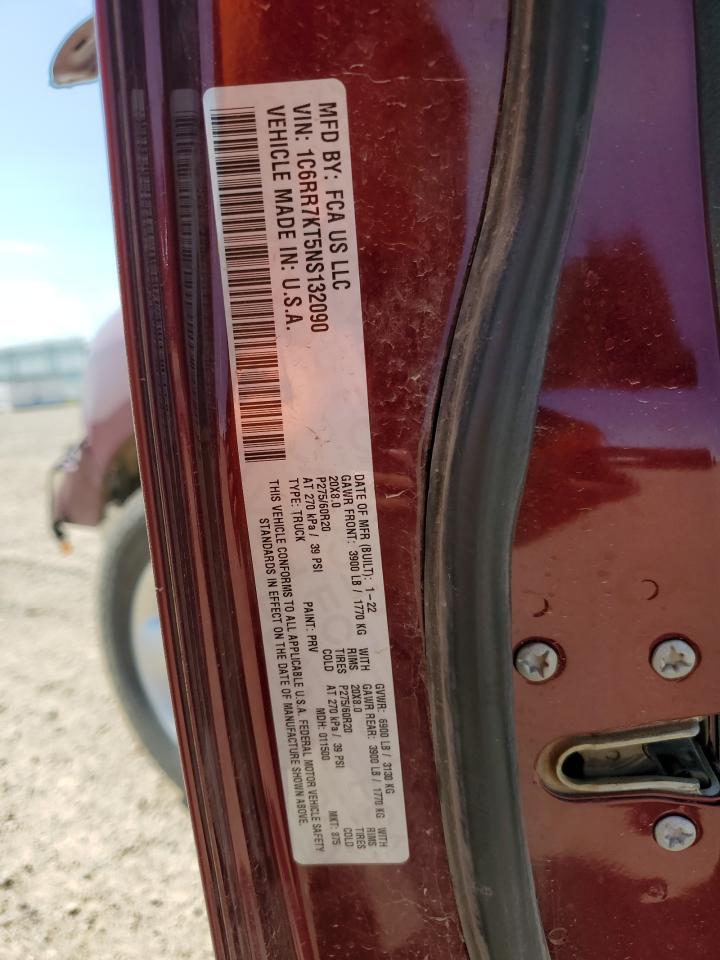 MFD BY: FCA US LLC
VIN: 1C6RR7KT5NS132090
VEHICLE MADE IN: U.S.A.
DATE OF MFR (BUILT): 1-22 GVWR: 6900 LB / 3130 KG
GAWR FRONT: 3900 LB / 1770 KG WITH GAWR REAR: 3900 LB / 1770 KG WITH
20X8.0 RIMS 20X8.0 RIMS
P275/60R20 TIRES P275/60R20 TIRES
AT 270 kPa / 39 PSI COLD AT 270 kPa / 39 PSI COLD
TYPE: TRUCK PAINT: PRV MDH: 011500 MKT: 875
THIS VEHICLE CONFORMS TO ALL APPLICABLE U.S.A. FEDERAL MOTOR VEHICLE SAFETY
STANDARDS IN EFFECT ON THE DATE OF MANUFACTURE SHOWN ABOVE.